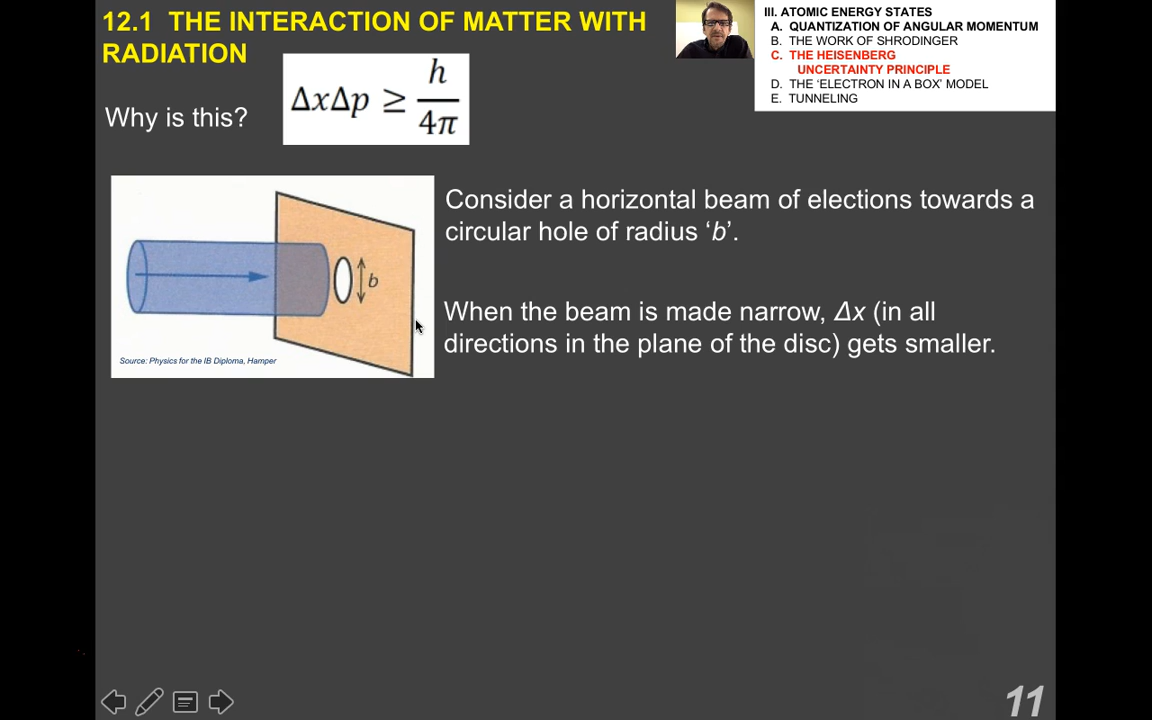 12.1 THE INTERACTION OF MATTER WITH
RADIATION
III. ATOMIC ENERGY STATES
A. QUANTIZATION OF ANGULAR MOMENTUM
B. THE WORK OF SHRODINGER
C. THE HEISENBERG
UNCERTAINTY PRINCIPLE
D. THE ‘ELECTRON IN A BOX’ MODEL
E. TUNNELING
Why is this?
ΔxΔp ≥ h/4π
Consider a horizontal beam of elections towards a
circular hole of radius ‘b’.
b
When the beam is made narrow, Δx (in all
directions in the plane of the disc) gets smaller.
Source: Physics for the IB Diploma, Hamper
11